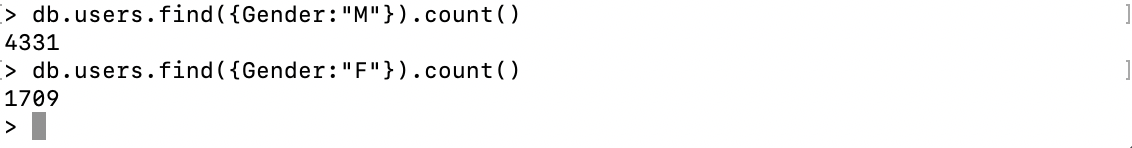 > db.users.find({Gender:"M"}).count()
4331
> db.users.find({Gender:"F"}).count()
1709
>